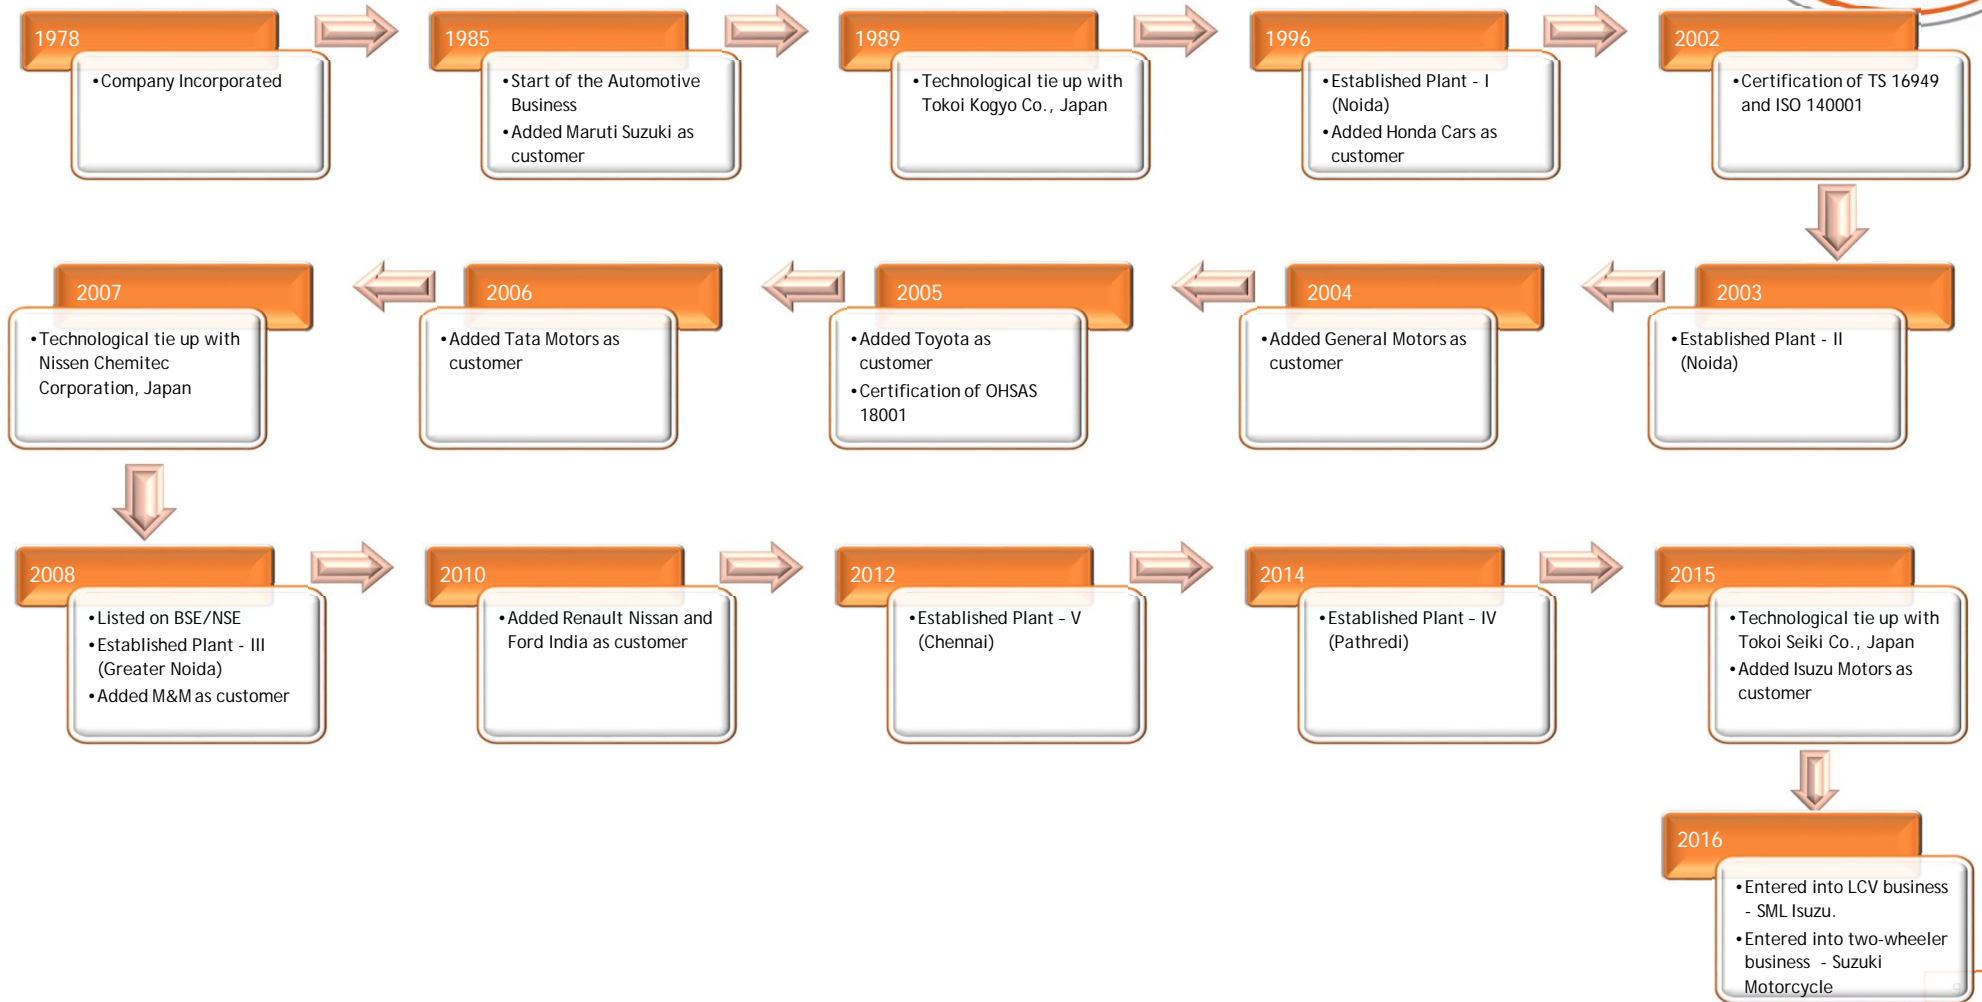 1978
•Company Incorporated
1985
•Start of the Automotive
Business
•Added Maruti Suzuki as
customer
1989
•Technological tie up with
Tokoi Kogyo Co., Japan
1996
•Established Plant - I
(Noida)
•Added Honda Cars as
customer
2002
•Certification of TS 16949
and ISO 140001
2003
•Established Plant - II
(Noida)
2004
•Added General Motors as
customer
2005
•Added Toyota as
customer
•Certification of OHSAS
18001
2006
•Added Tata Motors as
customer
2007
•Technological tie up with
Nissen Chemitec
Corporation, Japan
2008
•Listed on BSE/NSE
•Established Plant - III
(Greater Noida)
•Added M&M as customer
2010
•Added Renault Nissan and
Ford India as customer
2012
•Established Plant – V
(Chennai)
2014
•Established Plant – IV
(Pathredi)
2015
•Technological tie up with
Tokoi Seiki Co., Japan
•Added Isuzu Motors as
customer
2016
•Entered into LCV business
- SML Isuzu.
•Entered into two-wheeler
business - Suzuki
Motorcycle